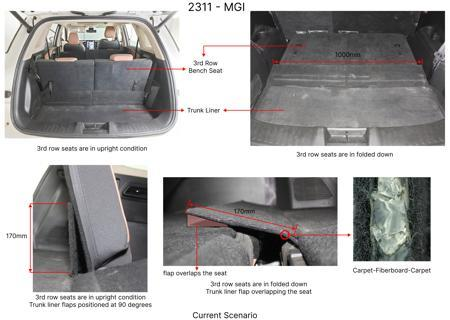 2311 - MGI
3rd Row
Bench Seat
1000mm
Trunk Liner
3rd row seats are in upright condition
3rd row seats are in folded down
170mm
170mm
flap overlaps the seat
Carpet-Fiberboard-Carpet
3rd row seats are in upright condition
Trunk liner flaps positioned at 90 degrees
3rd row seats are in folded down
Trunk liner flap overlapping the seat
Current Scenario